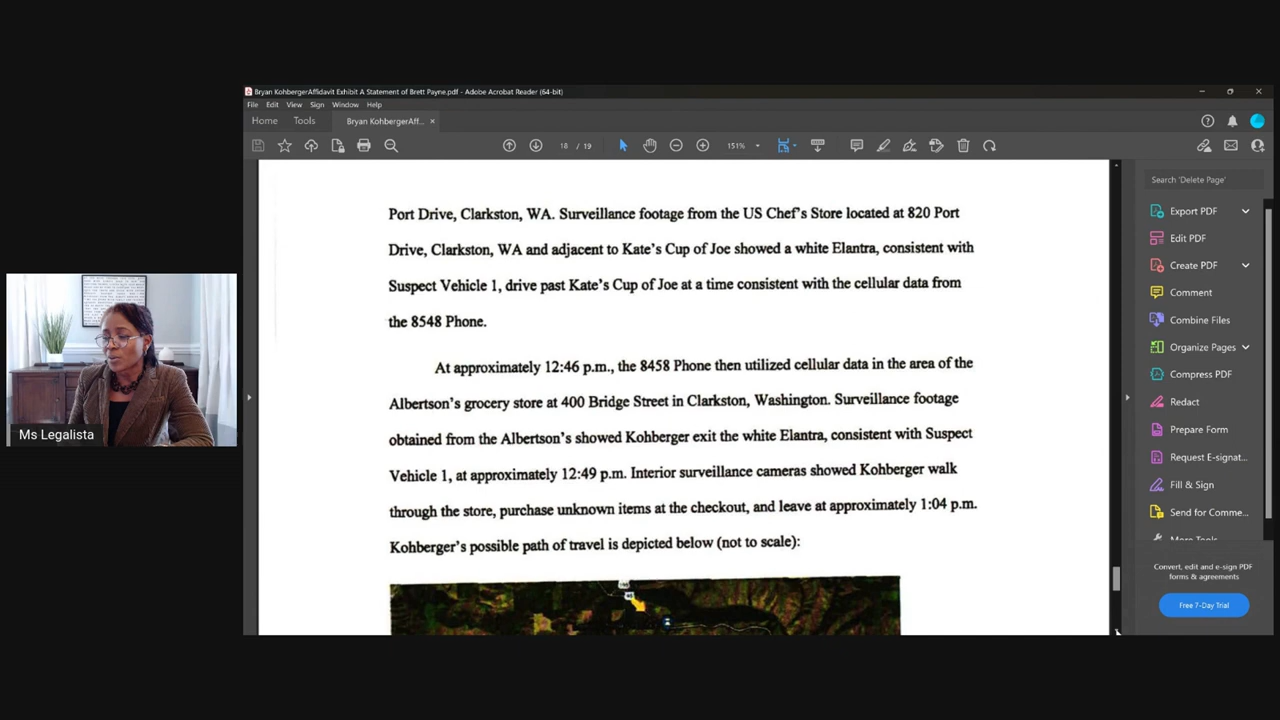 Bryan KohbergerAffidavit Exhibit A Statement of Brett Payne.pdf - Adobe Acrobat Reader (64-bit)
File Edit View Sign Window Help
Home Tools Bryan KohbergerAff... ×
18 / 19 151%
Port Drive, Clarkston, WA. Surveillance footage from the US Chef's Store located at 820 Port
Drive, Clarkston, WA and adjacent to Kate's Cup of Joe showed a white Elantra, consistent with
Suspect Vehicle 1, drive past Kate's Cup of Joe at a time consistent with the cellular data from
the 8548 Phone.
At approximately 12:46 p.m., the 8458 Phone then utilized cellular data in the area of the
Albertson's grocery store at 400 Bridge Street in Clarkston, Washington. Surveillance footage
obtained from the Albertson's showed Kohberger exit the white Elantra, consistent with Suspect
Vehicle 1, at approximately 12:49 p.m. Interior surveillance cameras showed Kohberger walk
through the store, purchase unknown items at the checkout, and leave at approximately 1:04 p.m.
Kohberger's possible path of travel is depicted below (not to scale):
Search 'Delete Page'
Export PDF
Edit PDF
Create PDF
Comment
Combine Files
Organize Pages
Compress PDF
Redact
Prepare Form
Request E-signat...
Fill & Sign
Send for Comme...
More Tools
Convert, edit and e-sign PDF
forms & agreements
Free 7-Day Trial
Ms Legalista